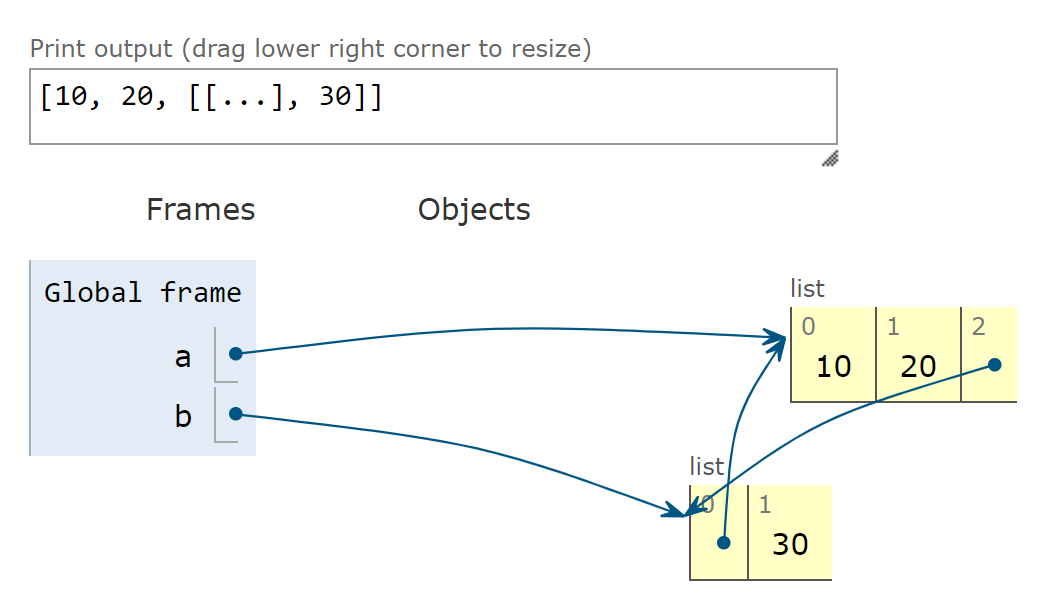 Print output (drag lower right corner to resize)
[10, 20, [[...], 30]]
Frames Objects
Global frame
a
b
list
0 1 2
10 20
list
0 1
30